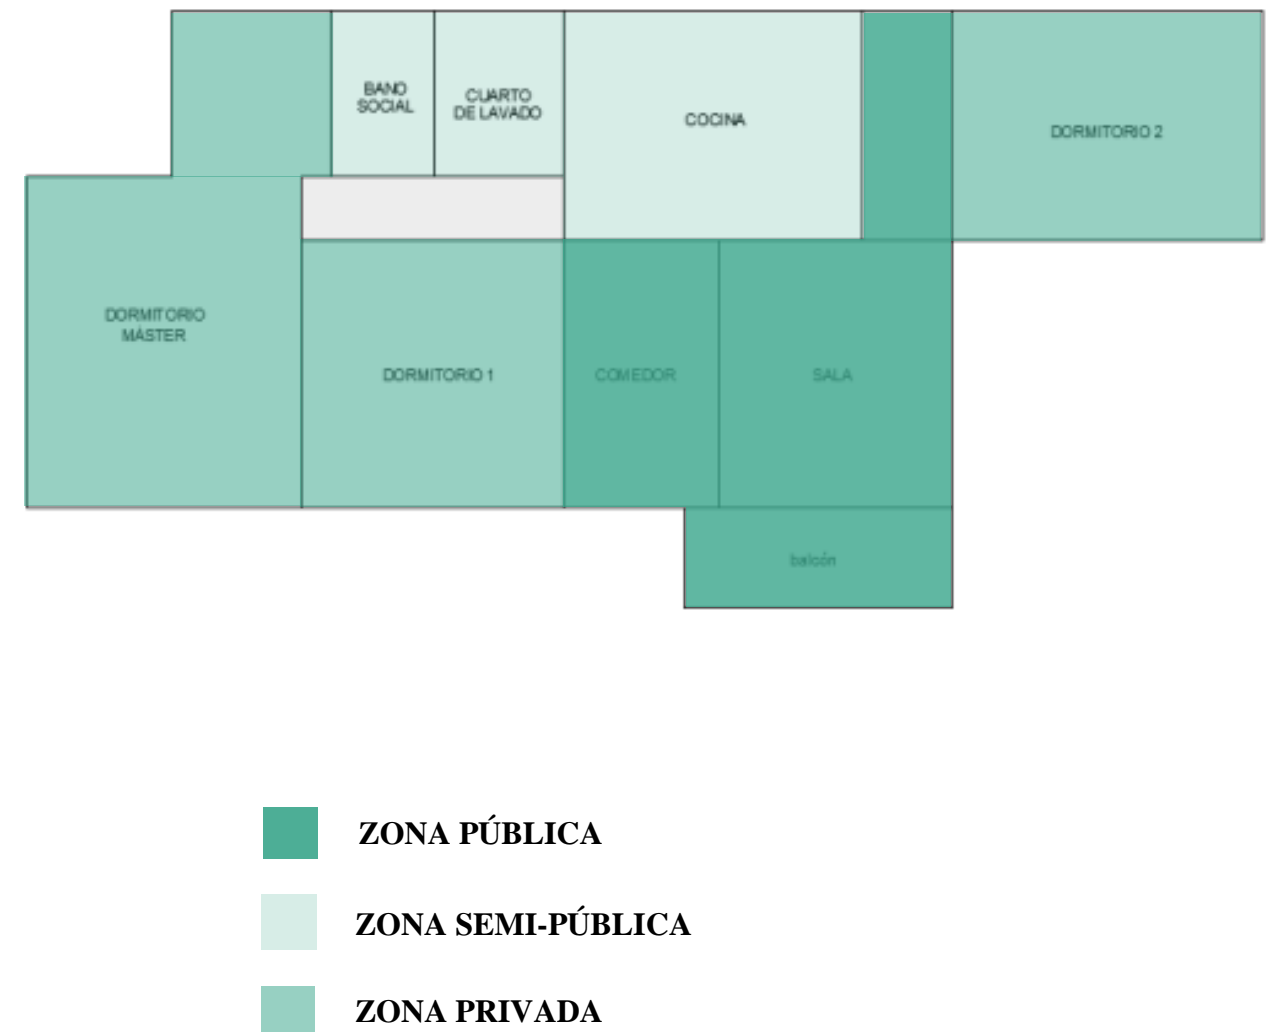 BANO
SOCIAL
CUARTO
DE LAVADO
COCINA
DORMITORIO 2
DORMITORIO
MÁSTER
DORMITORIO 1
COMEDOR
SALA
balcón
ZONA PÚBLICA
ZONA SEMI-PÚBLICA
ZONA PRIVADA